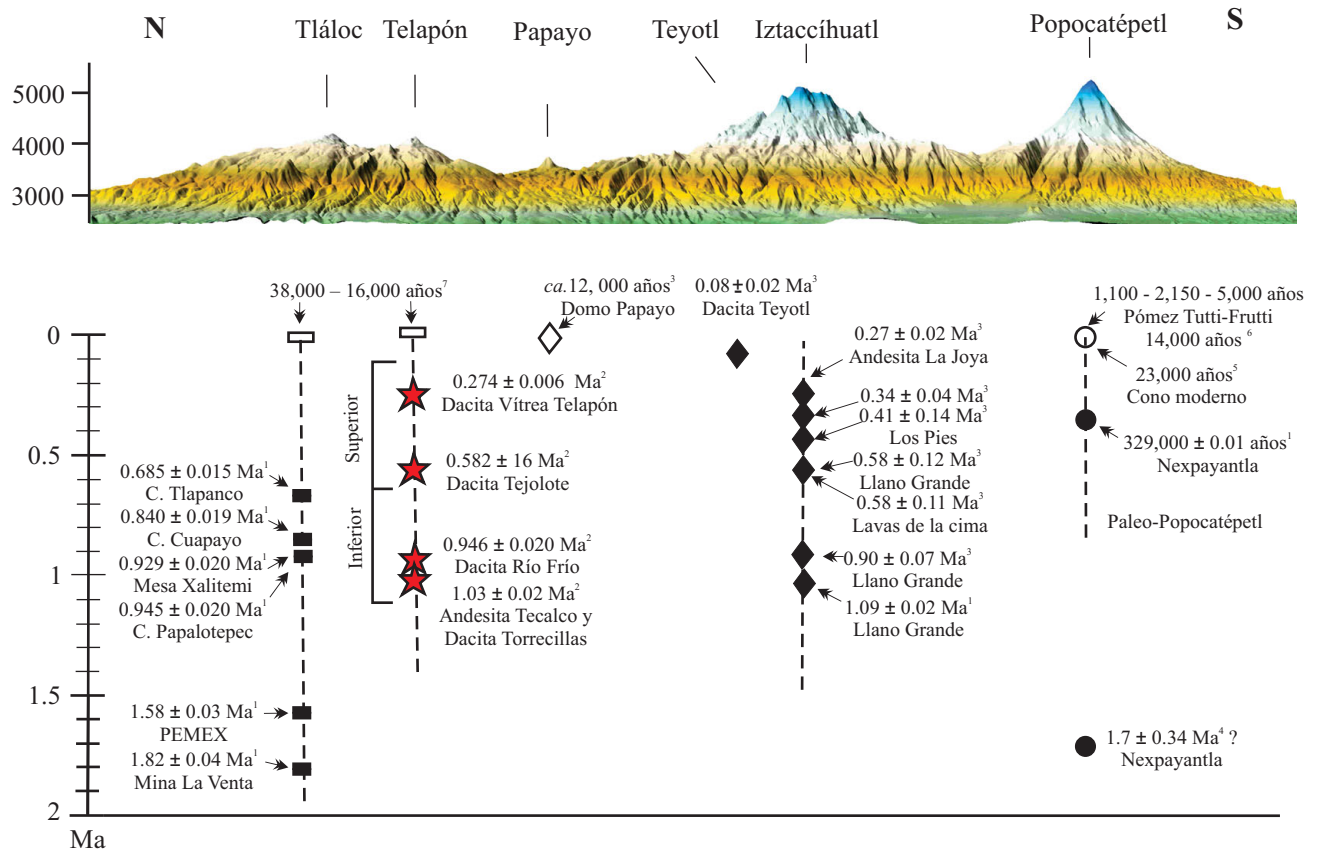 N
S
Tláloc
Telapón
Papayo
Teyotl
Iztaccíhuatl
Popocatépetl
5000
4000
3000
38,000 – 16,000 años⁷
ca.12, 000 años³
Domo Papayo
0.08 ± 0.02 Ma³
Dacita Teyotl
1,100 - 2,150 - 5,000 años
Pómez Tutti-Frutti
14,000 años ⁶
23,000 años⁵
Cono moderno
329,000 ± 0.01 años¹
Nexpayantla
Paleo-Popocatépetl
1.7 ± 0.34 Ma⁴ ?
Nexpayantla
0.27 ± 0.02 Ma³
Andesita La Joya
0.34 ± 0.04 Ma³
0.41 ± 0.14 Ma³
Los Pies
0.58 ± 0.12 Ma³
Llano Grande
0.58 ± 0.11 Ma³
Lavas de la cima
0.90 ± 0.07 Ma³
Llano Grande
1.09 ± 0.02 Ma¹
Llano Grande
Superior
Inferior
0.274 ± 0.006 Ma²
Dacita Vítrea Telapón
0.582 ± 16 Ma²
Dacita Tejolote
0.946 ± 0.020 Ma²
Dacita Río Frío
1.03 ± 0.02 Ma²
Andesita Tecalco y
Dacita Torrecillas
0.685 ± 0.015 Ma¹
C. Tlapanco
0.840 ± 0.019 Ma¹
C. Cuapayo
0.929 ± 0.020 Ma¹
Mesa Xalitemi
0.945 ± 0.020 Ma¹
C. Papalotepec
1.58 ± 0.03 Ma¹
PEMEX
1.82 ± 0.04 Ma¹
Mina La Venta
0
0.5
1
1.5
2
Ma